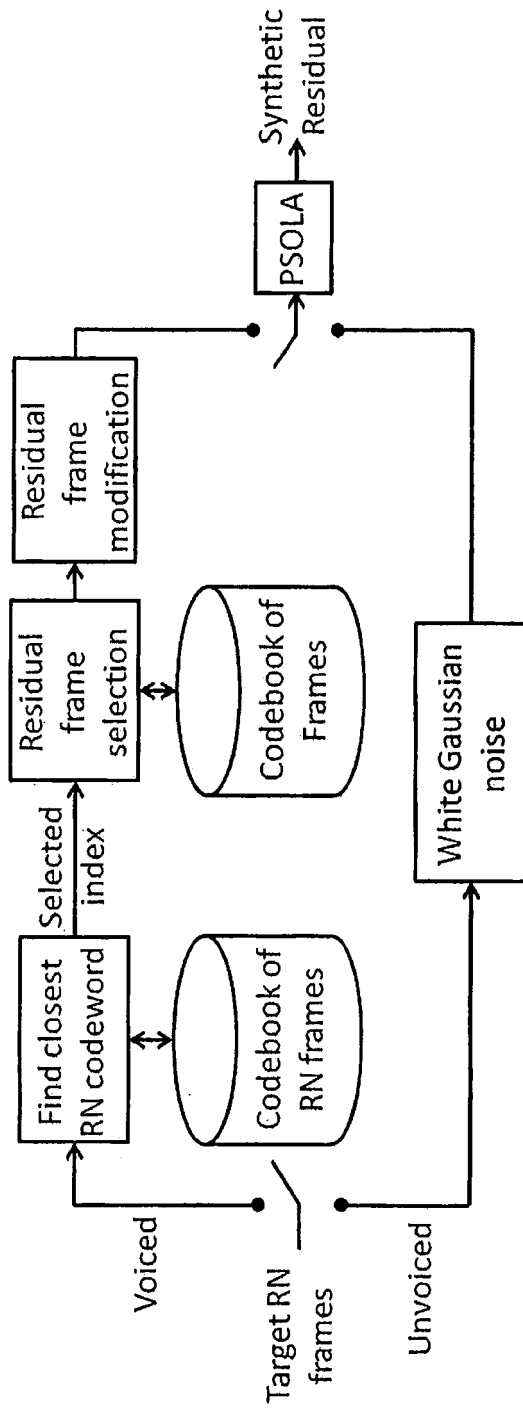 Target RN
frames
Voiced
Unvoiced
Find closest
RN codeword
Codebook of
RN frames
Selected
index
Residual
frame
selection
Codebook of
Frames
Residual
frame
modification
White Gaussian
noise
PSOLA
Synthetic
Residual